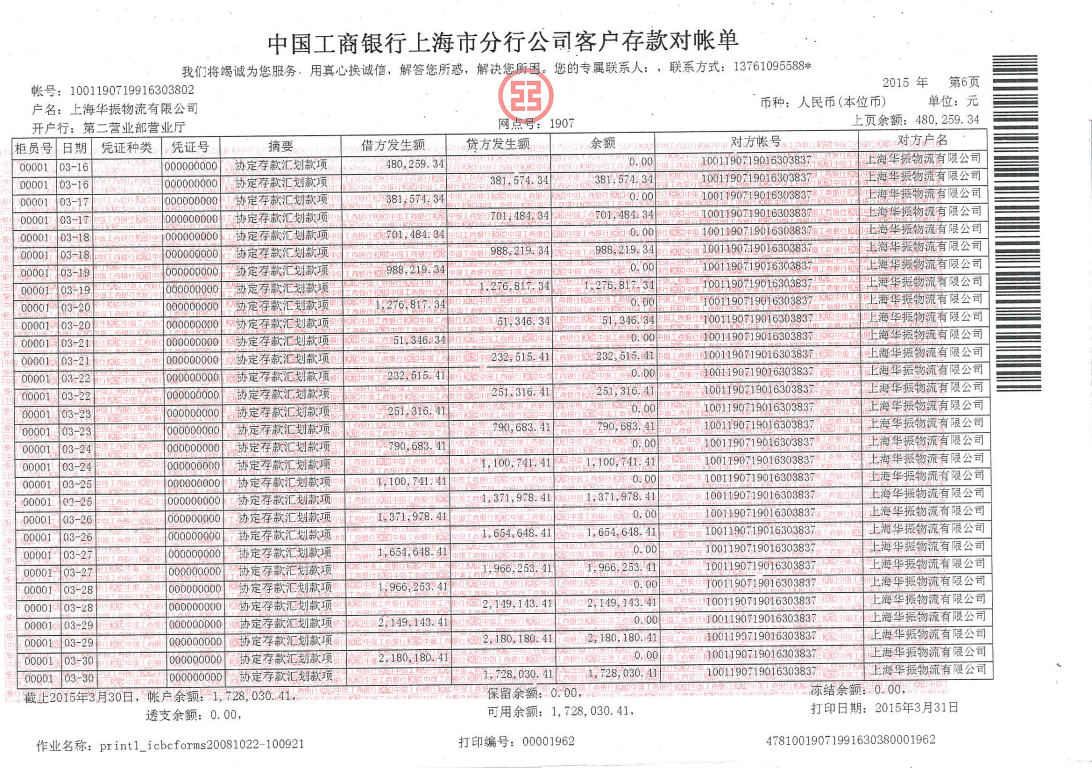 中国工商银行上海市分行公司客户存款对帐单
我们将竭诚为您服务. 用真心换诚信, 解答您所惑, 解决您所困。您的专属联系人: , 联系方式: 13761095588*
帐号: 1001190719916303802 2015 年 第6页
户名: 上海华振物流有限公司 币种: 人民币(本位币) 单位: 元
开户行: 第二营业部营业厅 网点号: 1907 上页余额: 480,259.34
柜员号 日期 凭证种类 凭证号 摘要 借方发生额 贷方发生额 余额 对方帐号 对方户名
00001 03-16 000000000 协定存款汇划款项 480,259.34 0.00 1001190719016303837 上海华振物流有限公司
00001 03-16 000000000 协定存款汇划款项 381,574.34 381,574.34 1001190719016303837 上海华振物流有限公司
00001 03-17 000000000 协定存款汇划款项 381,574.34 0.00 1001190719016303837 上海华振物流有限公司
00001 03-17 000000000 协定存款汇划款项 701,484.34 701,484.34 1001190719016303837 上海华振物流有限公司
00001 03-18 000000000 协定存款汇划款项 701,484.34 0.00 1001190719016303837 上海华振物流有限公司
00001 03-18 000000000 协定存款汇划款项 988,219.34 988,219.34 1001190719016303837 上海华振物流有限公司
00001 03-19 000000000 协定存款汇划款项 988,219.34 0.00 1001190719016303837 上海华振物流有限公司
00001 03-19 000000000 协定存款汇划款项 1,276,817.34 1,276,817.34 1001190719016303837 上海华振物流有限公司
00001 03-20 000000000 协定存款汇划款项 1,276,817.34 0.00 1001190719016303837 上海华振物流有限公司
00001 03-20 000000000 协定存款汇划款项 51,346.34 51,346.34 1001190719016303837 上海华振物流有限公司
00001 03-21 000000000 协定存款汇划款项 51,346.34 0.00 1001190719016303837 上海华振物流有限公司
00001 03-21 000000000 协定存款汇划款项 232,515.41 232,515.41 1001190719016303837 上海华振物流有限公司
00001 03-22 000000000 协定存款汇划款项 232,515.41 0.00 1001190719016303837 上海华振物流有限公司
00001 03-22 000000000 协定存款汇划款项 251,316.41 251,316.41 1001190719016303837 上海华振物流有限公司
00001 03-23 000000000 协定存款汇划款项 251,316.41 0.00 1001190719016303837 上海华振物流有限公司
00001 03-23 000000000 协定存款汇划款项 790,683.41 790,683.41 1001190719016303837 上海华振物流有限公司
00001 03-24 000000000 协定存款汇划款项 790,683.41 0.00 1001190719016303837 上海华振物流有限公司
00001 03-24 000000000 协定存款汇划款项 1,100,741.41 1,100,741.41 1001190719016303837 上海华振物流有限公司
00001 03-25 000000000 协定存款汇划款项 1,100,741.41 0.00 1001190719016303837 上海华振物流有限公司
00001 03-25 000000000 协定存款汇划款项 1,371,978.41 1,371,978.41 1001190719016303837 上海华振物流有限公司
00001 03-26 000000000 协定存款汇划款项 1,371,978.41 0.00 1001190719016303837 上海华振物流有限公司
00001 03-26 000000000 协定存款汇划款项 1,654,648.41 1,654,648.41 1001190719016303837 上海华振物流有限公司
00001 03-27 000000000 协定存款汇划款项 1,654,648.41 0.00 1001190719016303837 上海华振物流有限公司
00001 03-27 000000000 协定存款汇划款项 1,966,253.41 1,966,253.41 1001190719016303837 上海华振物流有限公司
00001 03-28 000000000 协定存款汇划款项 1,966,253.41 0.00 1001190719016303837 上海华振物流有限公司
00001 03-28 000000000 协定存款汇划款项 2,149,143.41 2,149,143.41 1001190719016303837 上海华振物流有限公司
00001 03-29 000000000 协定存款汇划款项 2,149,143.41 0.00 1001190719016303837 上海华振物流有限公司
00001 03-29 000000000 协定存款汇划款项 2,180,180.41 2,180,180.41 1001190719016303837 上海华振物流有限公司
00001 03-30 000000000 协定存款汇划款项 2,180,180.41 0.00 1001190719016303837 上海华振物流有限公司
00001 03-30 000000000 协定存款汇划款项 1,728,030.41 1,728,030.41 1001190719016303837 上海华振物流有限公司
截止2015年3月30日, 帐户余额: 1,728,030.41, 保留余额: 0.00, 冻结余额: 0.00,
透支余额: 0.00, 可用余额: 1,728,030.41, 打印日期: 2015年3月31日
作业名称: print1_icbcforms20081022-100921 打印编号: 00001962 47810019071991630380001962